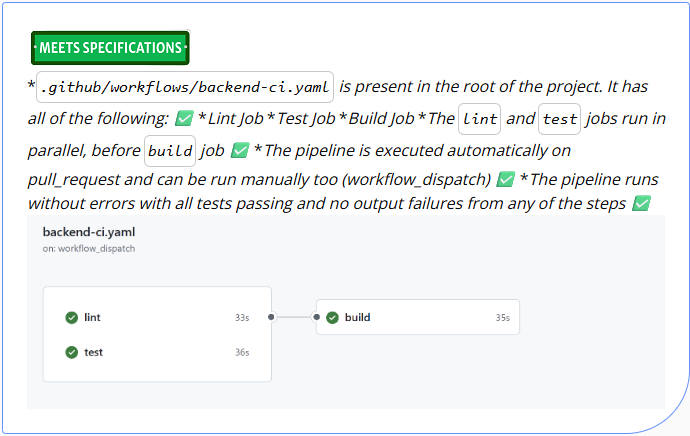 MEETS SPECIFICATIONS
* .github/workflows/backend-ci.yaml is present in the root of the project. It has
all of the following: ✅ * Lint Job * Test Job * Build Job * The lint and test jobs run in
parallel, before build job ✅ * The pipeline is executed automatically on
pull_request and can be run manually too (workflow_dispatch) ✅ * The pipeline runs
without errors with all tests passing and no output failures from any of the steps ✅
backend-ci.yaml
on: workflow_dispatch
lint 33s
build 35s
test 36s